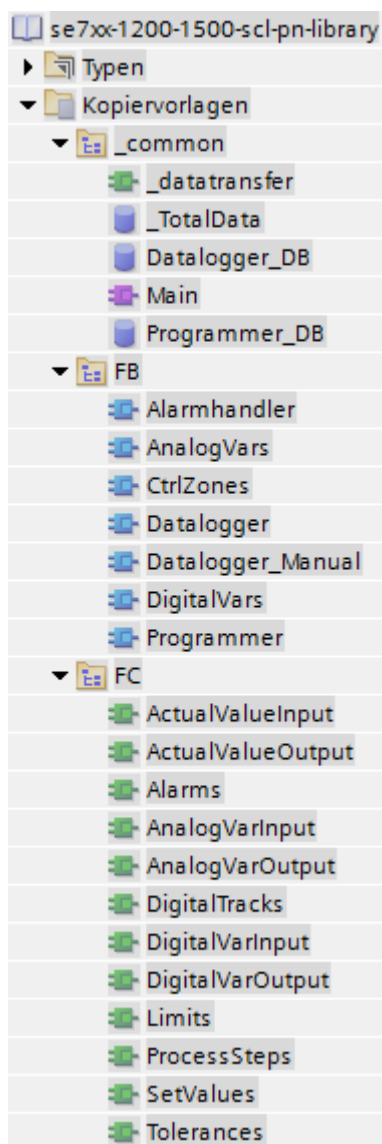 se7xx-1200-1500-scl-pn-library
Typen
Kopiervorlagen
_common
_datatransfer
_TotalData
Datalogger_DB
Main
Programmer_DB
FB
Alarmhandler
AnalogVars
CtrlZones
Datalogger
Datalogger_Manual
DigitalVars
Programmer
FC
ActualValueInput
ActualValueOutput
Alarms
AnalogVarInput
AnalogVarOutput
DigitalTracks
DigitalVarInput
DigitalVarOutput
Limits
ProcessSteps
SetValues
Tolerances